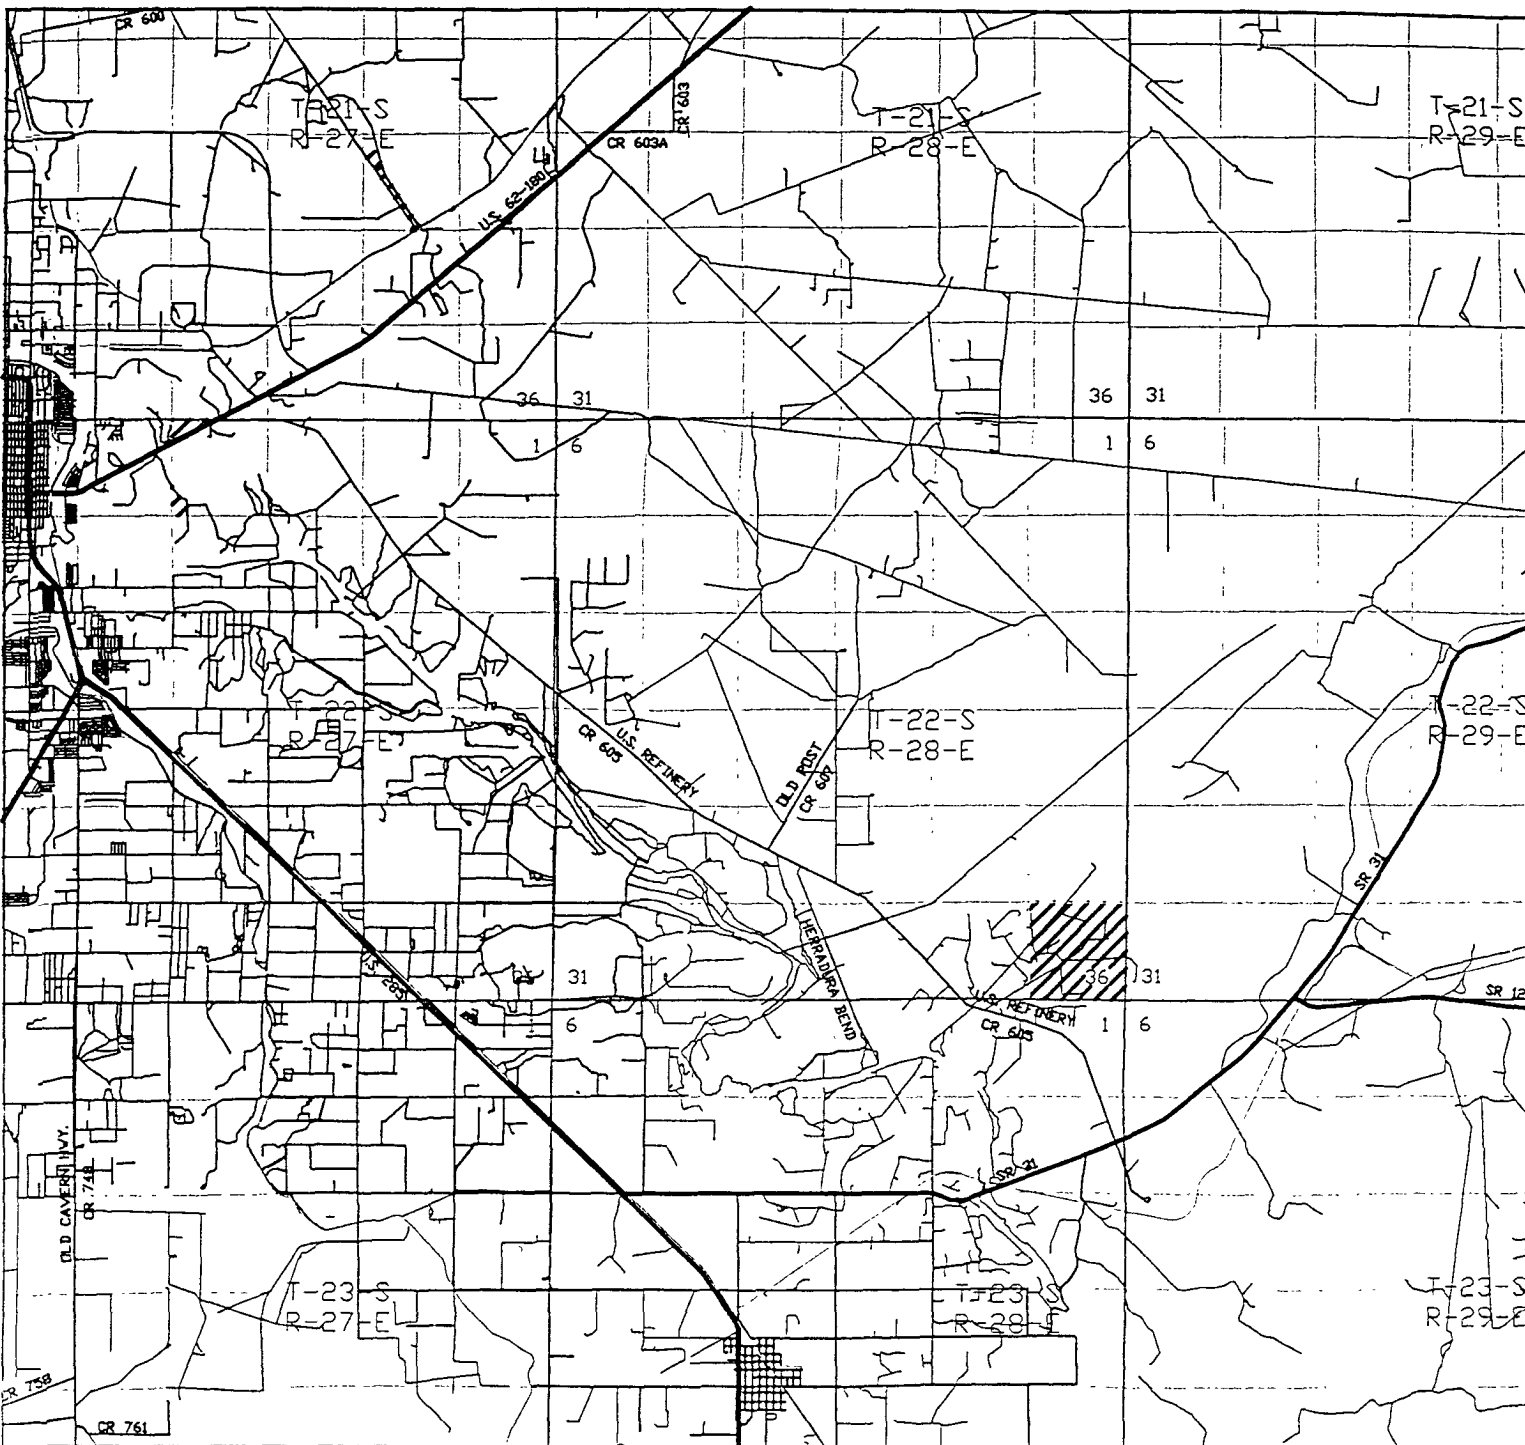 CR 600
T-21-S
R-27-E
CR 603
CR 603A
U.S. 62-180
T-21-S
R-28-E
T-21-S
R-29-E
36 31
1 6
36 31
1 6
T-22-S
R-27-E
U.S. REFINERY
CR 605
OLD POST
CR 607
T-22-S
R-28-E
T-22-S
R-29-E
SR 31
HERRADURA BEND
U.S. 285
31
6
36 31
1 6
U.S. REFINERY
CR 605
SR 12
SR 31
OLD CAVERN HWY.
CR 748
T-23-S
R-27-E
T-23-S
R-28-E
T-23-S
R-29-E
CR 758
CR 761